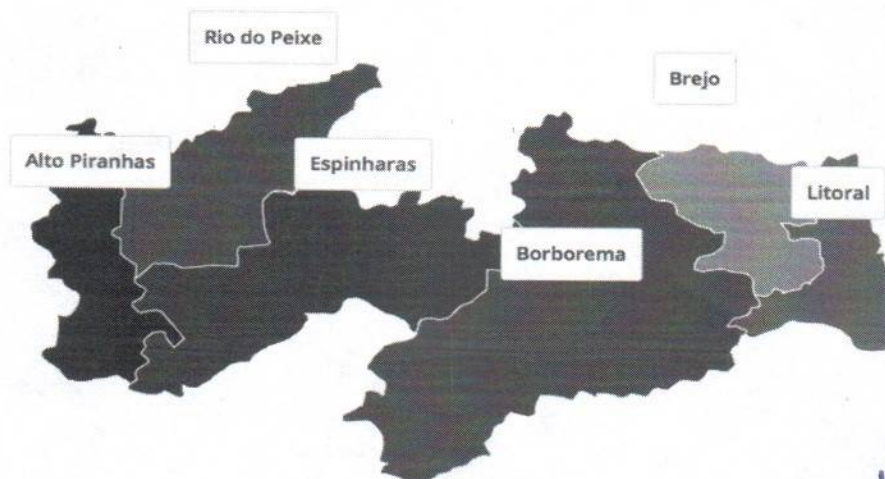 Rio do Peixe
Brejo
Alto Piranhas
Espinharas
Litoral
Borborema